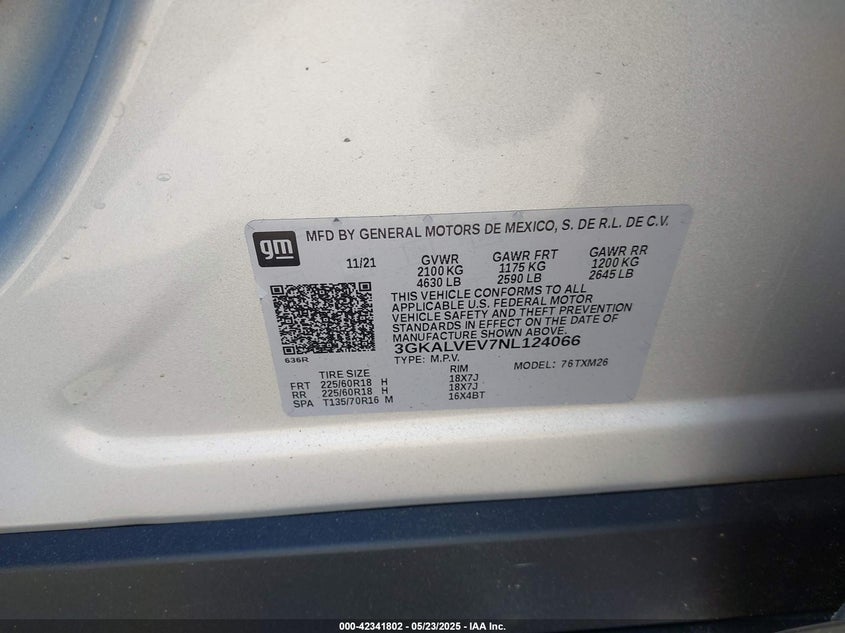 gm
MFD BY GENERAL MOTORS DE MEXICO, S. DE R.L. DE C.V.
11/21 GVWR GAWR FRT GAWR RR
2100 KG 1175 KG 1200 KG
4630 LB 2590 LB 2645 LB
THIS VEHICLE CONFORMS TO ALL
APPLICABLE U.S. FEDERAL MOTOR
VEHICLE SAFETY AND THEFT PREVENTION
STANDARDS IN EFFECT ON THE DATE OF
MANUFACTURE SHOWN ABOVE.
3GKALVEV7NL124066
636R
TYPE: M.P.V. MODEL: 76TXM26
TIRE SIZE RIM
FRT 225/60R18 H 18X7J
RR 225/60R18 H 18X7J
SPA T135/70R16 M 16X4BT
000-42341802 - 05/23/2025 - IAA Inc.